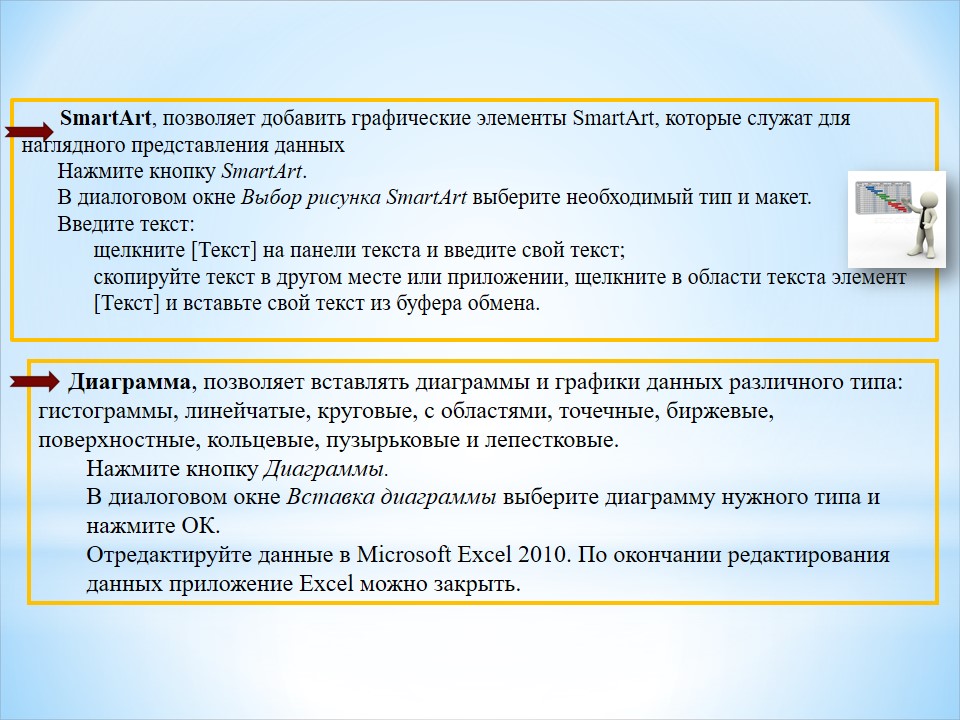 SmartArt, позволяет добавить графические элементы SmartArt, которые служат для
наглядного представления данных
Нажмите кнопку SmartArt.
В диалоговом окне Выбор рисунка SmartArt выберите необходимый тип и макет.
Введите текст:
щелкните [Текст] на панели текста и введите свой текст;
скопируйте текст в другом месте или приложении, щелкните в области текста элемент
[Текст] и вставьте свой текст из буфера обмена.
Диаграмма, позволяет вставлять диаграммы и графики данных различного типа:
гистограммы, линейчатые, круговые, с областями, точечные, биржевые,
поверхностные, кольцевые, пузырьковые и лепестковые.
Нажмите кнопку Диаграммы.
В диалоговом окне Вставка диаграммы выберите диаграмму нужного типа и
нажмите ОК.
Отредактируйте данные в Microsoft Excel 2010. По окончании редактирования
данных приложение Excel можно закрыть.